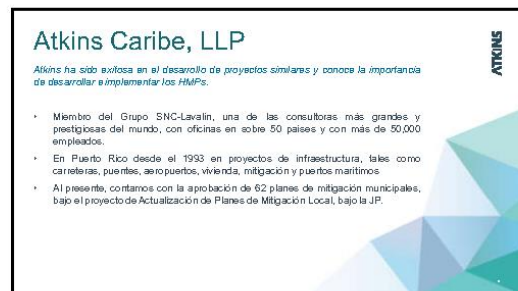 Atkins Caribe, LLP
ATKINS
Atkins ha sido exitosa en el desarrollo de proyectos similares y conoce la importancia
de desarrollar e implementar los HMPs.
• Miembro del Grupo SNC-Lavalin, una de las consultoras más grandes y
prestigiosas del mundo, con oficinas en sobre 50 países y con más de 50,000
empleados.
• En Puerto Rico desde el 1993 en proyectos de infraestructura, tales como
carreteras, puentes, aeropuertos, vivienda, mitigación y puertos marítimos
• Al presente, contamos con la aprobación de 62 planes de mitigación municipales,
bajo el proyecto de Actualización de Planes de Mitigación Local, bajo la JP.